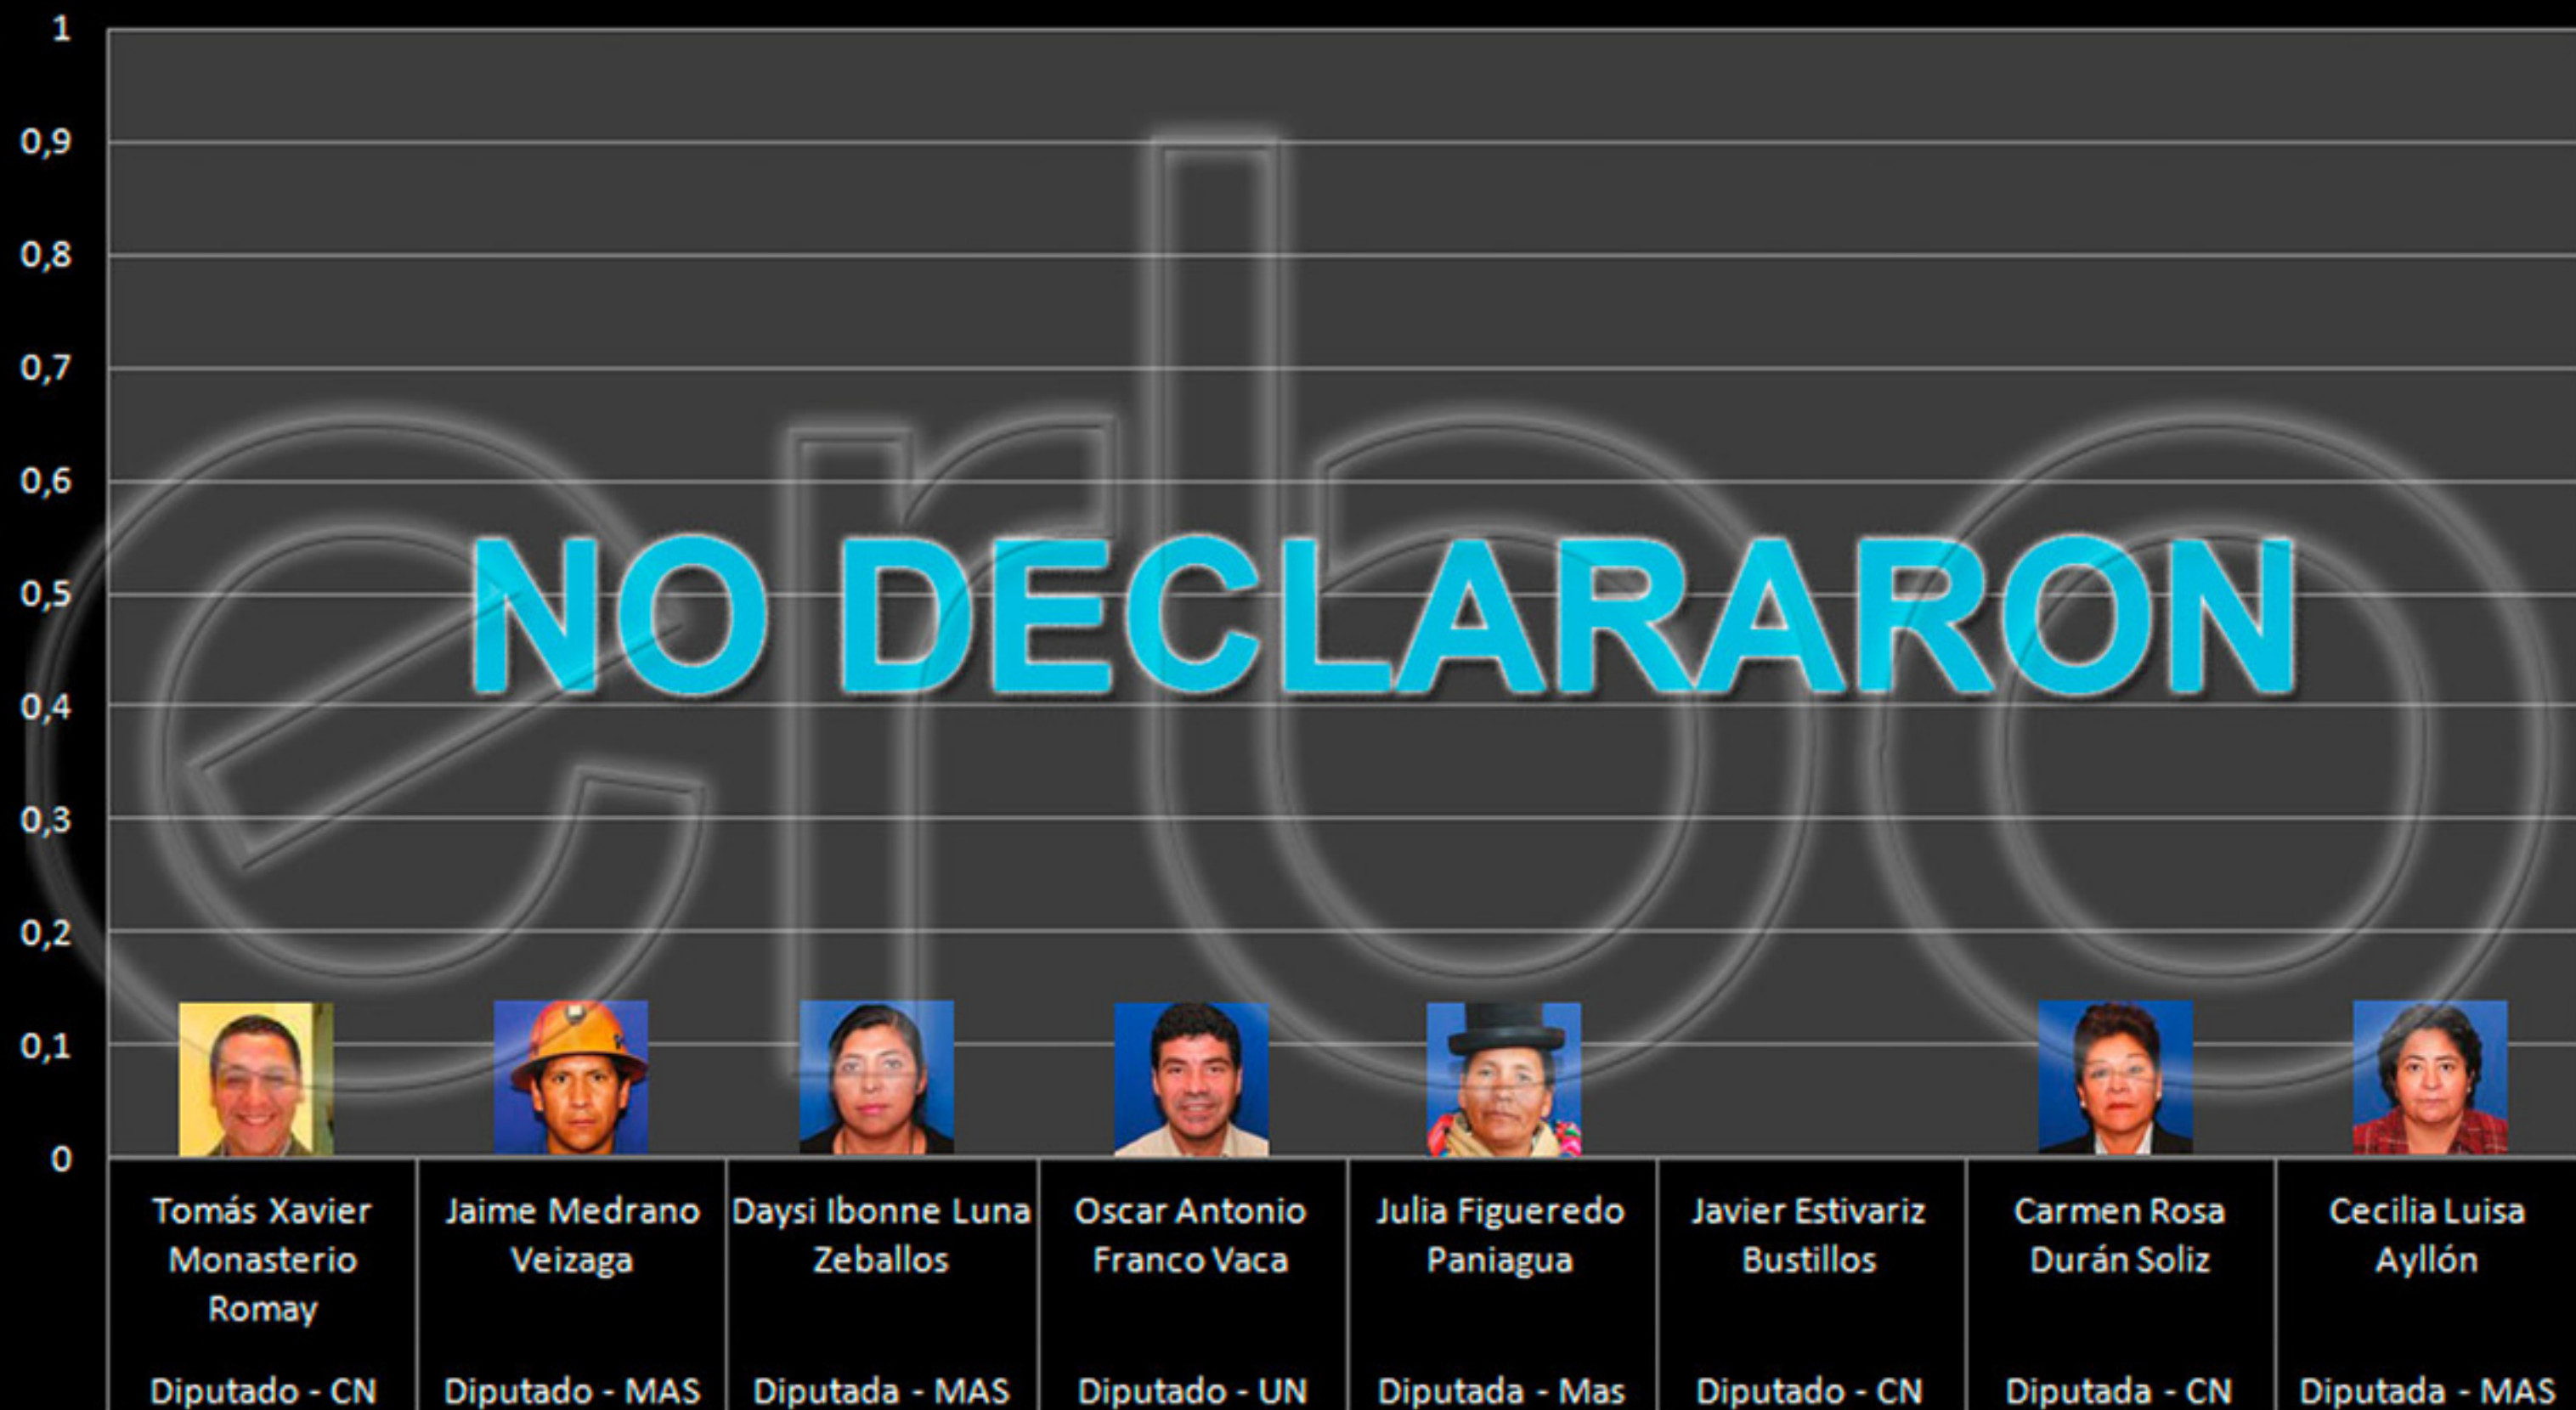 1
0,9
0,8
0,7
0,6
0,5
0,4
0,3
0,2
0,1
0
erbo
NO DECLARARON
Tomás Xavier
Monasterio
Romay
Diputado - CN
Jaime Medrano
Veizaga
Diputado - MAS
Daysi Ibonne Luna
Zeballos
Diputada - MAS
Oscar Antonio
Franco Vaca
Diputado - UN
Julia Figueredo
Paniagua
Diputada - Mas
Javier Estivariz
Bustillos
Diputado - CN
Carmen Rosa
Durán Soliz
Diputada - CN
Cecilia Luisa
Ayllón
Diputada - MAS